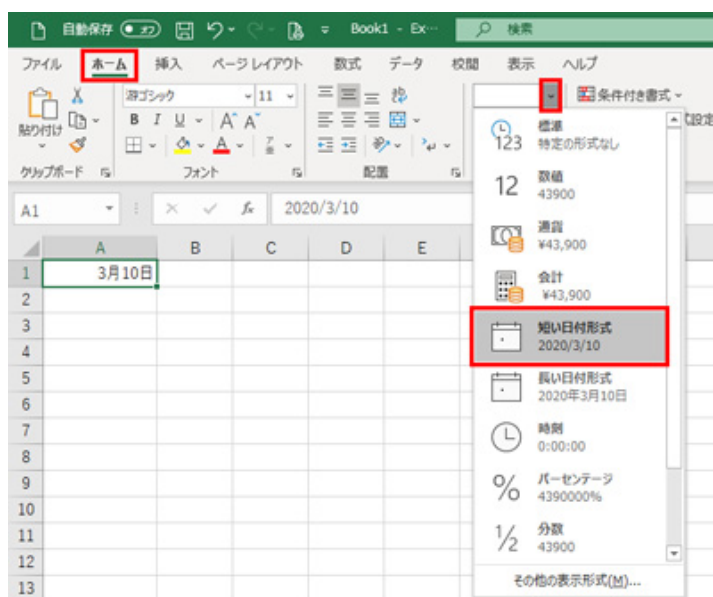 自動保存 オフ Book1 - Ex… 検索
ファイル ホーム 挿入 ページ レイアウト 数式 データ 校閲 表示 ヘルプ
貼り付け
游ゴシック 11
B I U A A
A
条件付き書式
クリップボード フォント 配置
A1 fx 2020/3/10
A B C D E
1 3月10日
2
3
4
5
6
7
8
9
10
11
12
13
123 標準
特定の形式なし
12 数値
43900
通貨
¥43,900
会計
¥43,900
短い日付形式
2020/3/10
長い日付形式
2020年3月10日
時刻
0:00:00
% パーセンテージ
4390000%
1/2 分数
43900
その他の表示形式(M)...